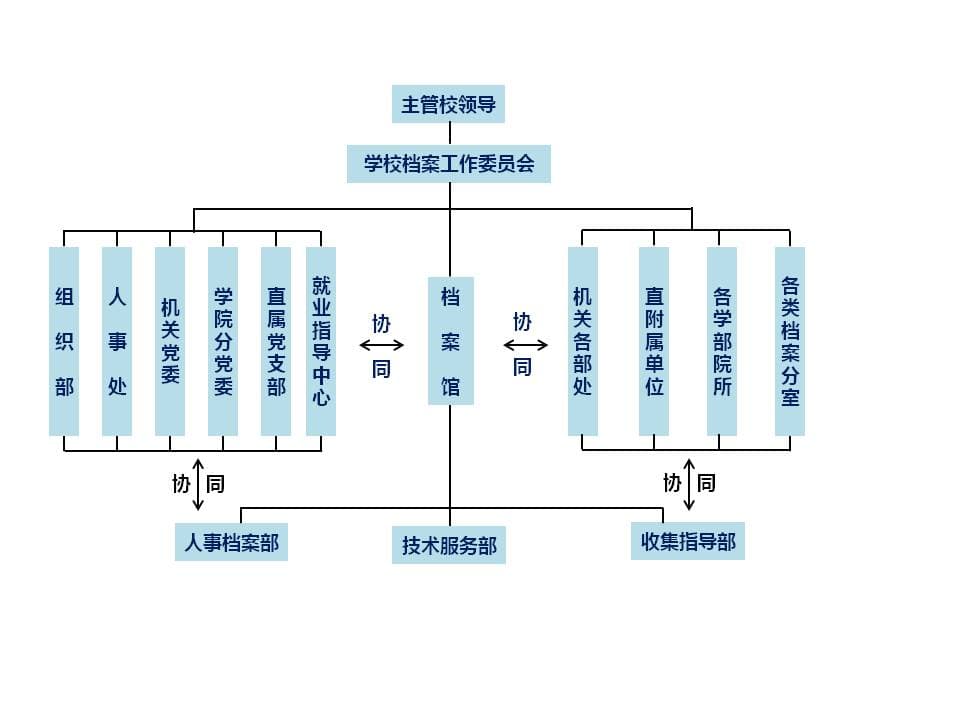 主管校领导
学校档案工作委员会
组织部
人事处
机关党委
学院分党委
直属党支部
就业指导中心
协同
档案馆
协同
机关各部处
直附属单位
各学部院所
各类档案分室
协同
协同
人事档案部
技术服务部
收集指导部